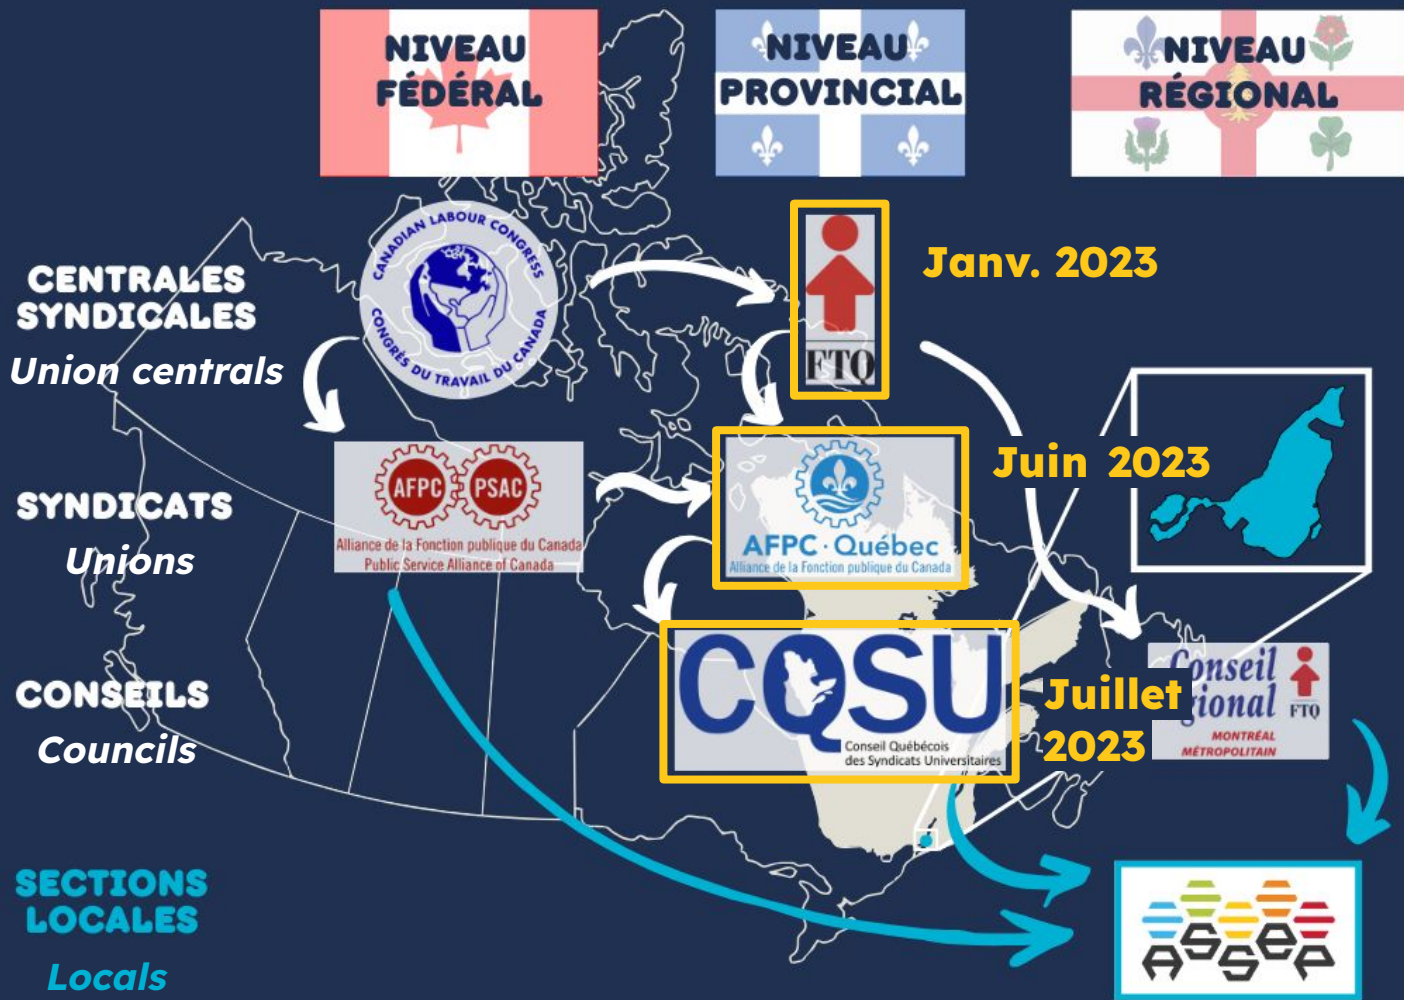 NIVEAU
FÉDÉRAL
NIVEAU
PROVINCIAL
NIVEAU
RÉGIONAL
CENTRALES
SYNDICALES
Union centrals
CANADIAN LABOUR CONGRESS
CONGRÈS DU TRAVAIL DU CANADA
FTQ
Janv. 2023
SYNDICATS
Unions
AFPC PSAC
Alliance de la Fonction publique du Canada
Public Service Alliance of Canada
AFPC · Québec
Alliance de la Fonction publique du Canada
Juin 2023
CONSEILS
Councils
CQSU
Conseil Québécois
des Syndicats Universitaires
Juillet
2023
Conseil
gional
FTQ
MONTRÉAL
MÉTROPOLITAIN
SECTIONS
LOCALES
Locals
ASSEP